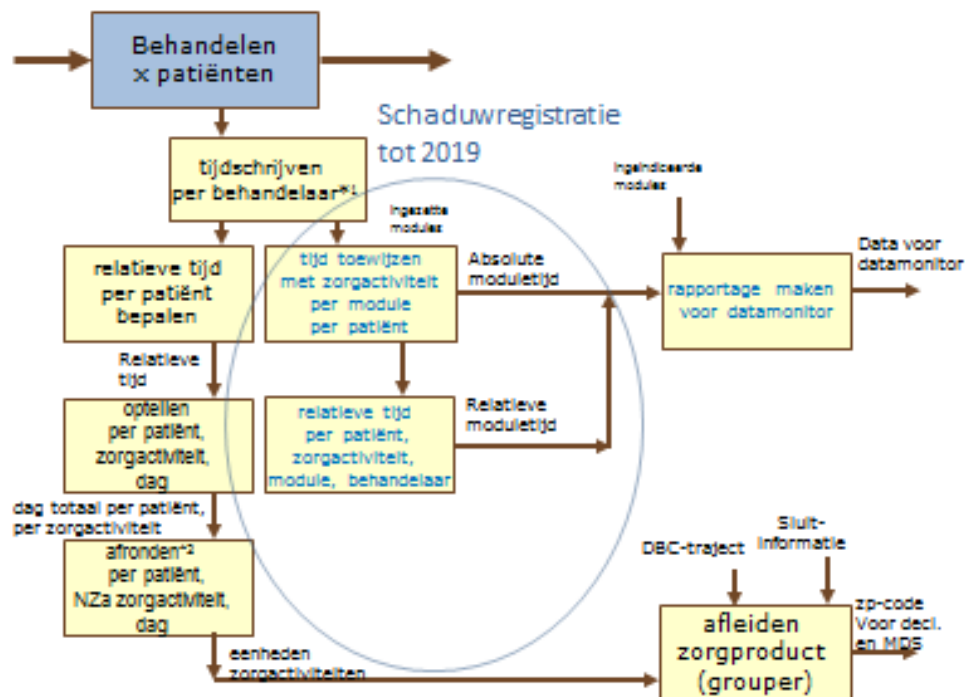 Behandelen
x patiënten
Schaduwregistratie
tot 2019
tijdschrijven
per behandelaar*1
Ingezette
modules
Ingeïndiceerde
modules
relatieve tijd
per patiënt
bepalen
tijd toewijzen
met zorgactiviteit
per module
per patiënt
Absolute
moduletijd
rapportage maken
voor datamonitor
Data voor
datamonitor
Relatieve
tijd
optellen
per patiënt,
zorgactiviteit,
dag
relatieve tijd
per patiënt,
zorgactiviteit,
module, behandelaar
Relatieve
moduletijd
dag totaal per patiënt,
per zorgactiviteit
afronden*2
per patiënt,
NZa zorgactiviteit,
dag
eenheden
zorgactiviteiten
DBC-traject
Sluit-
informatie
afleiden
zorgproduct
(grouper)
zp-code
Voor decl.
en MDS